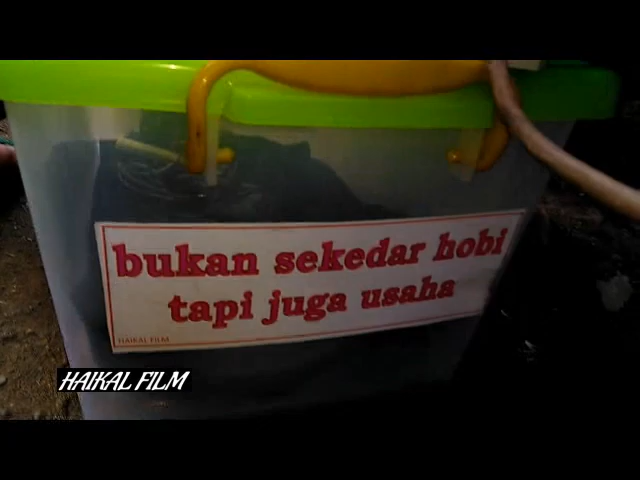 bukan sekedar hobi
tapi juga usaha
HAIKAL FILM
HAIKAL FILM